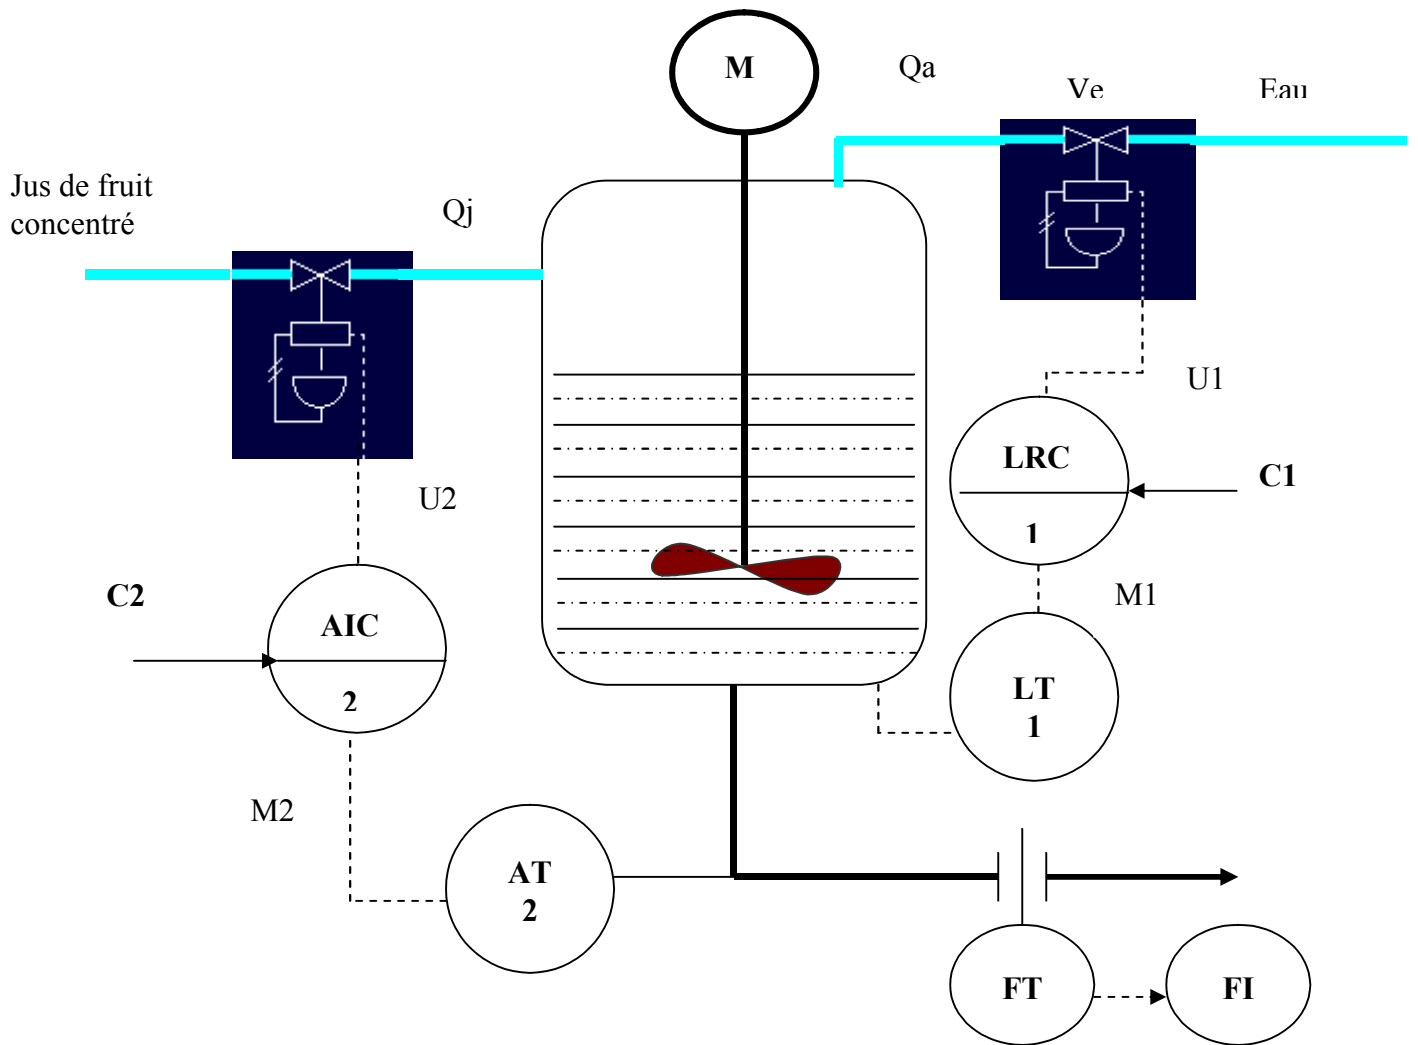 M
Qa
Ve
Eau
Jus de fruit
concentré
Qj
U1
LRC
1
C1
U2
C2
AIC
2
M1
LT
1
M2
AT
2
FT
FI